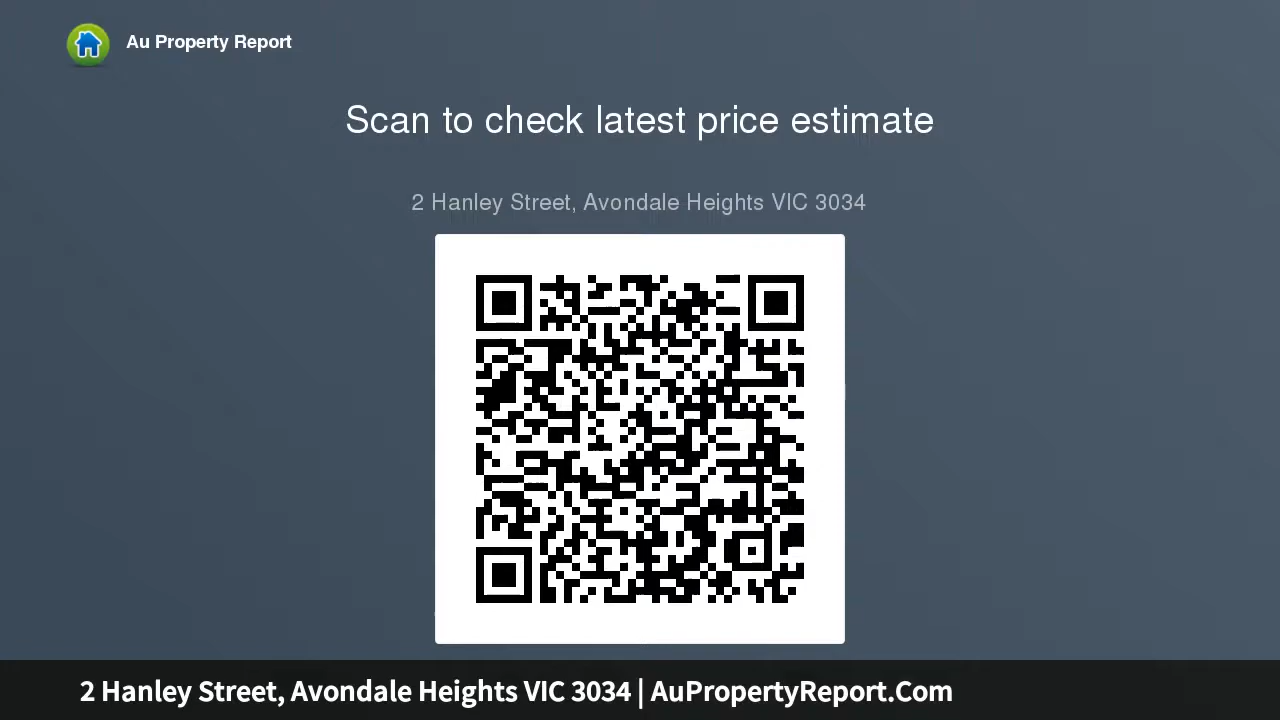 Au Property Report
Scan to check latest price estimate
2 Hanley Street, Avondale Heights VIC 3034
2 Hanley Street, Avondale Heights VIC 3034 | AuPropertyReport.Com